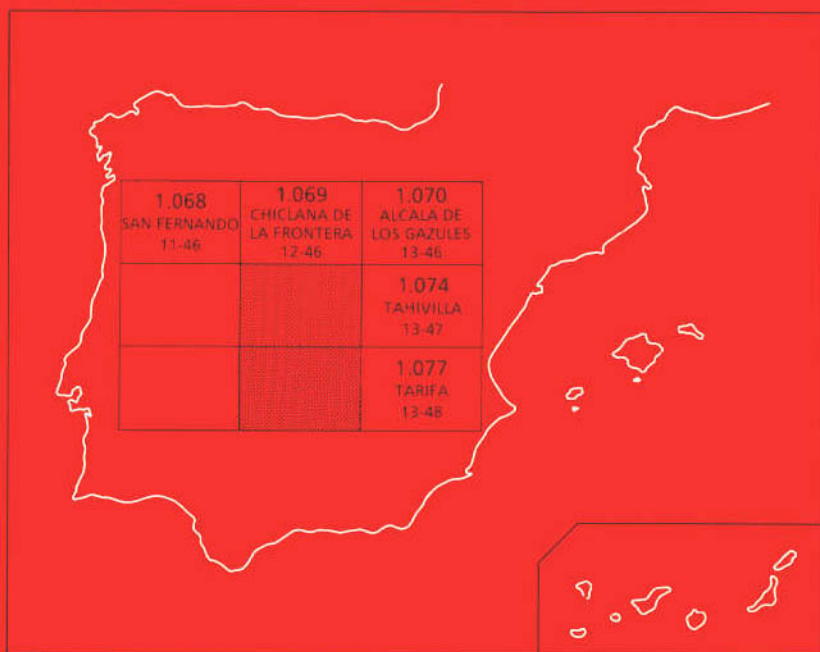 1.068
SAN FERNANDO
11-46
1.069
CHICLANA DE
LA FRONTERA
12-46
1.070
ALCALA DE
LOS GAZULES
13-46
1.074
TAHIVILLA
13-47
1.077
TARIFA
13-48